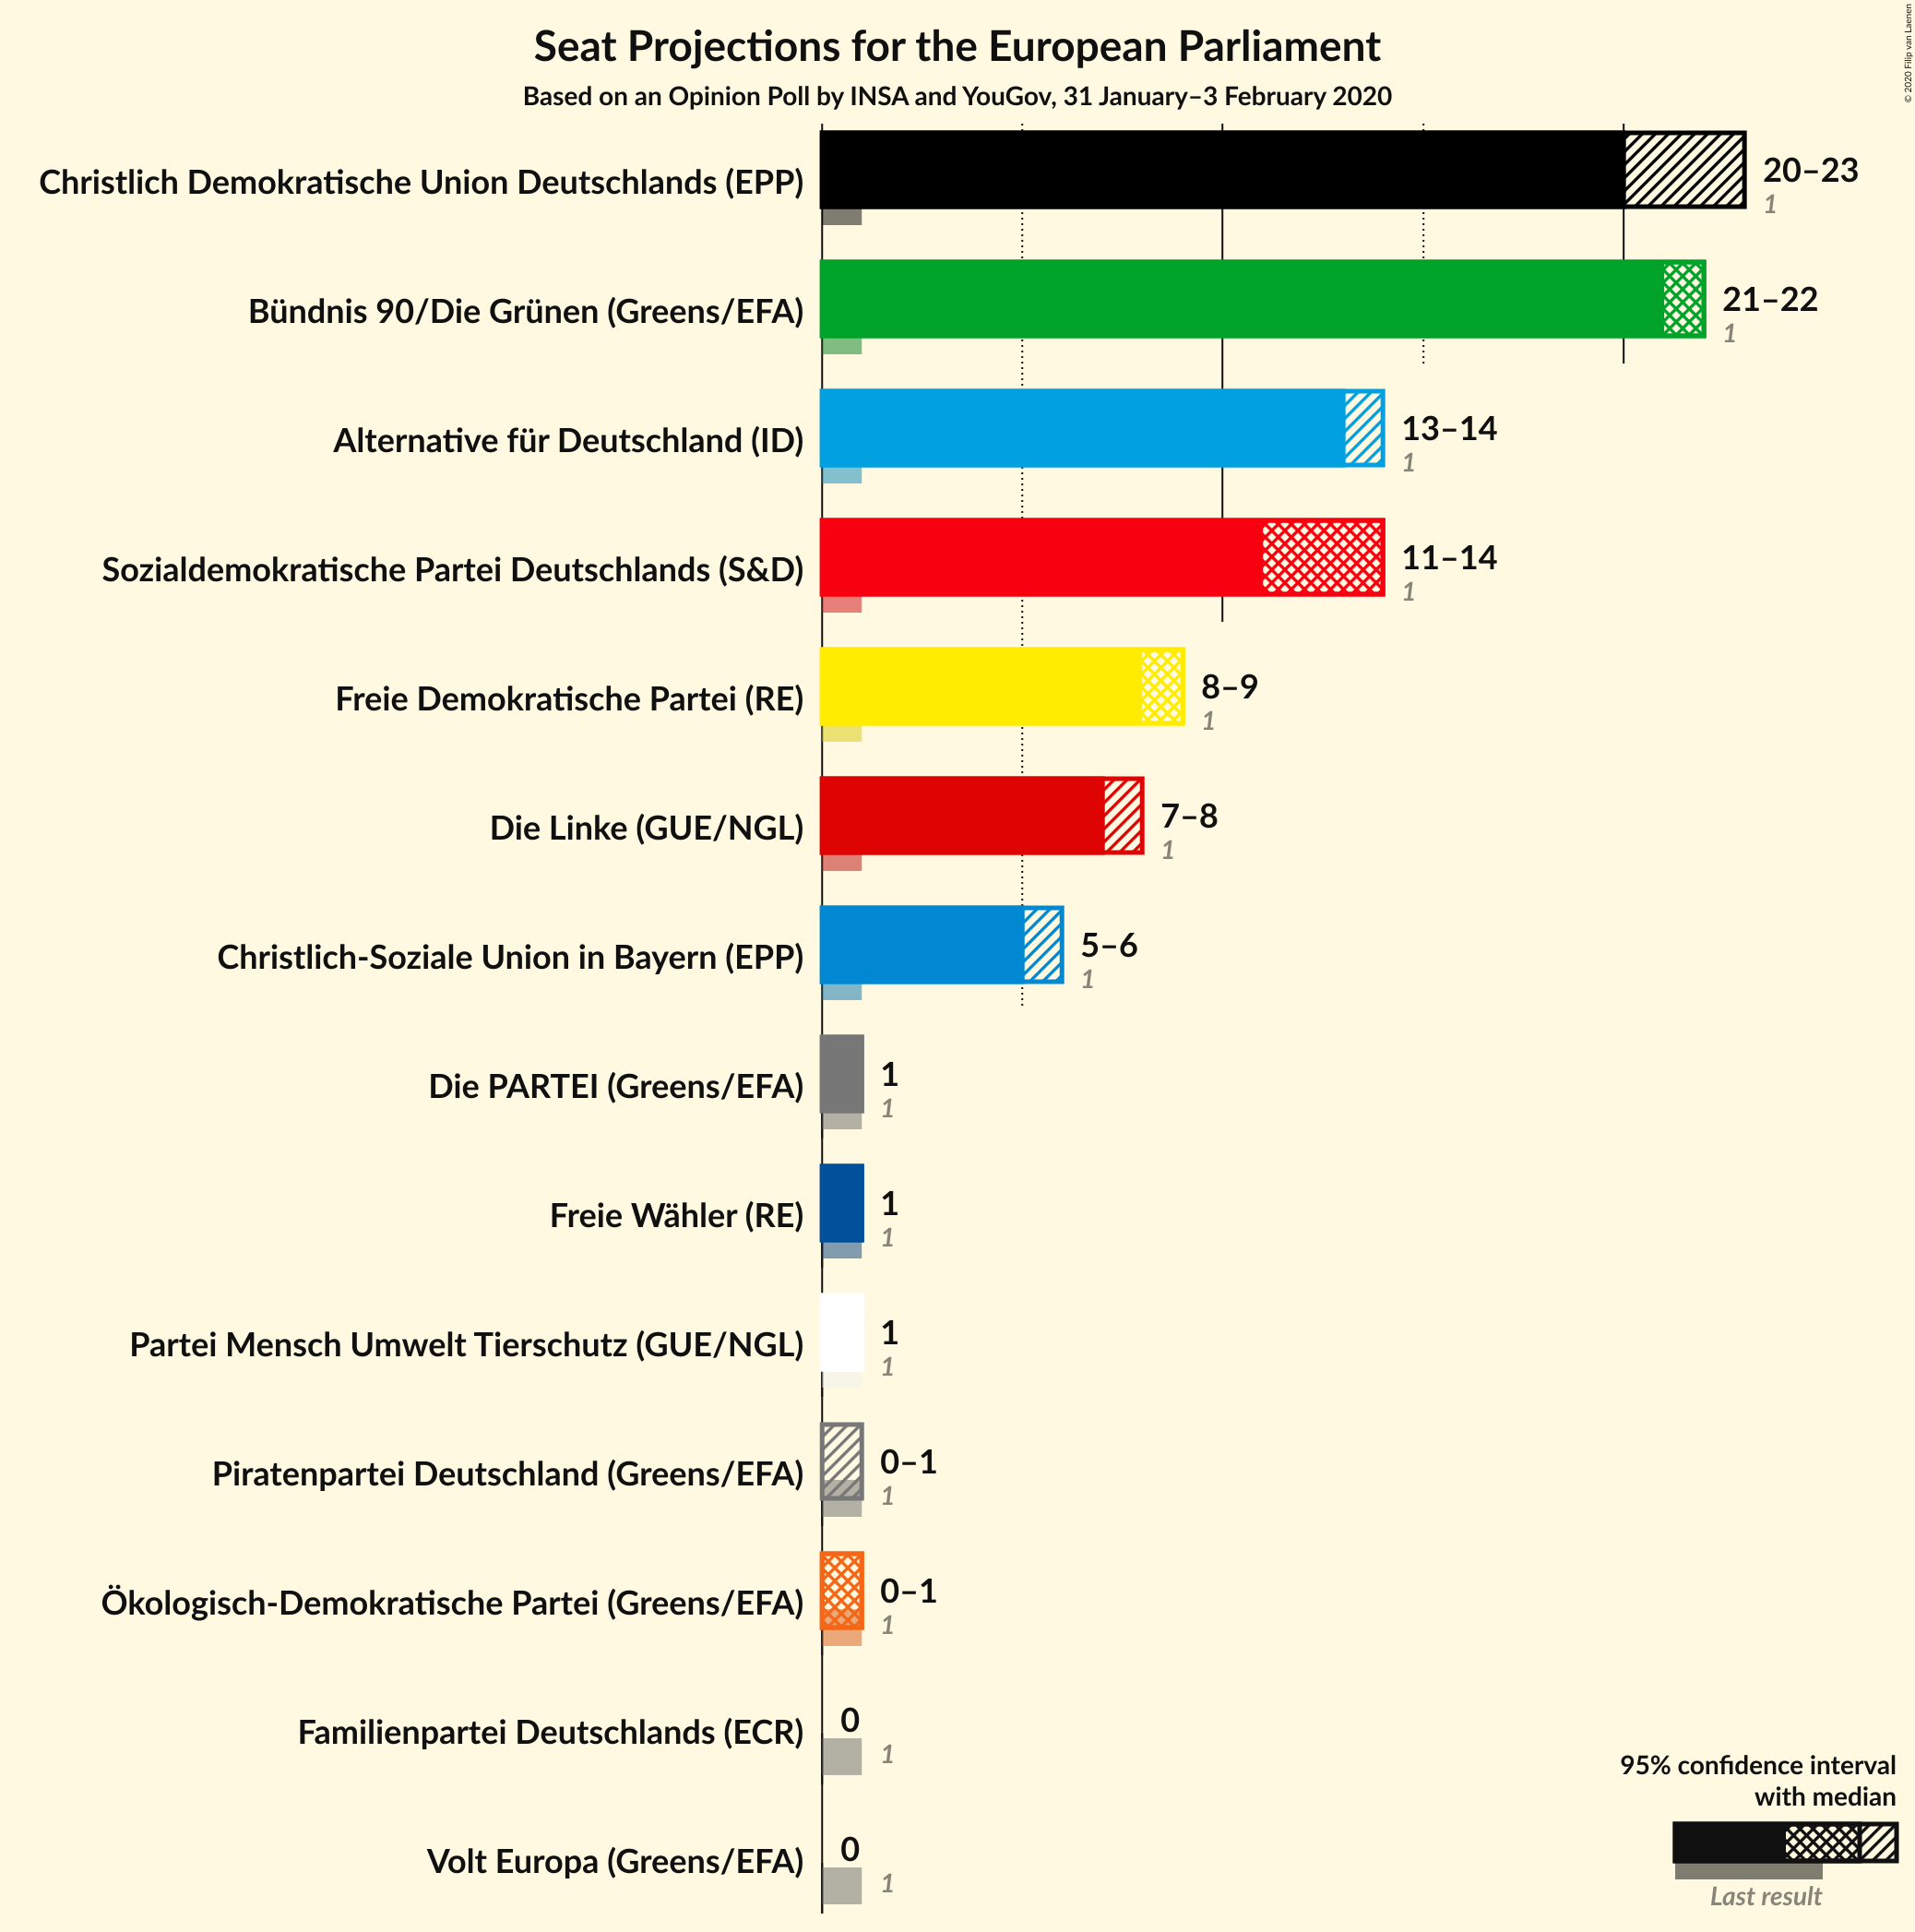 Seat Projections for the European Parliament
Based on an Opinion Poll by INSA and YouGov, 31 January–3 February 2020
© 2020 Filip van Laenen
Christlich Demokratische Union Deutschlands (EPP)
20–23
1
Bündnis 90/Die Grünen (Greens/EFA)
21–22
1
Alternative für Deutschland (ID)
13–14
1
Sozialdemokratische Partei Deutschlands (S&D)
11–14
1
Freie Demokratische Partei (RE)
8–9
1
Die Linke (GUE/NGL)
7–8
1
Christlich-Soziale Union in Bayern (EPP)
5–6
1
Die PARTEI (Greens/EFA)
1
1
Freie Wähler (RE)
1
1
Partei Mensch Umwelt Tierschutz (GUE/NGL)
1
1
Piratenpartei Deutschland (Greens/EFA)
0–1
1
Ökologisch-Demokratische Partei (Greens/EFA)
0–1
1
Familienpartei Deutschlands (ECR)
0
1
Volt Europa (Greens/EFA)
0
1
95% confidence interval
with median
Last result